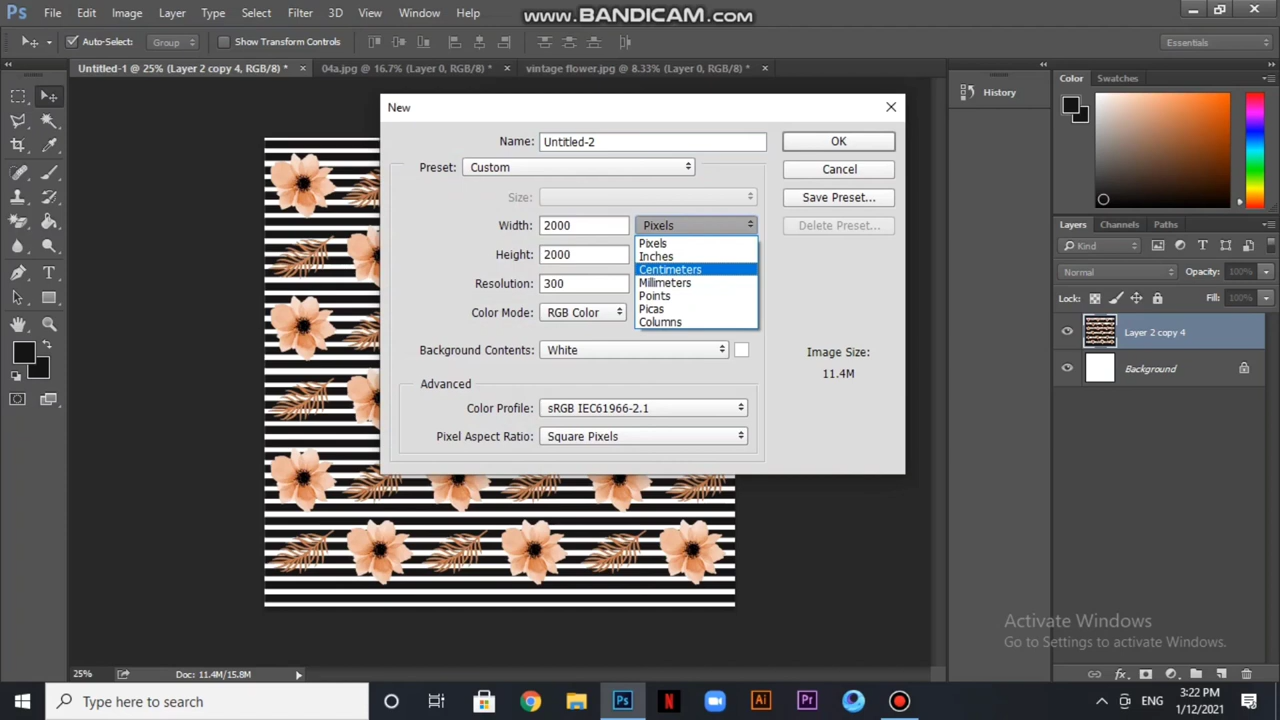 Ps File Edit Image Layer Type Select Filter 3D View Window Help
www.BANDICAM.com
Auto-Select: Group Show Transform Controls Essentials
Untitled-1 @ 25% (Layer 2 copy 4, RGB/8) * × 04a.jpg @ 16.7% (Layer 0, RGB/8) * × vintage flower.jpg @ 8.33% (Layer 0, RGB/8) * ×
History
Color Swatches
New
Name: Untitled-2 OK
Preset: Custom Cancel
Size: Save Preset...
Width: 2000 Pixels Delete Preset...
Pixels
Height: 2000 Inches
Centimeters
Resolution: 300 Millimeters
Points
Color Mode: RGB Color Picas
Columns
Background Contents: White
Image Size:
11.4M
Advanced
Color Profile: sRGB IEC61966-2.1
Pixel Aspect Ratio: Square Pixels
Layers Channels Paths
Kind
Normal Opacity: 100%
Lock: Fill: 100%
Layer 2 copy 4
Background
Activate Windows
Go to Settings to activate Windows.
25% Doc: 11.4M/15.8M
Type here to search
Ps N Ai Pr
ENG
3:22 PM
1/12/2021